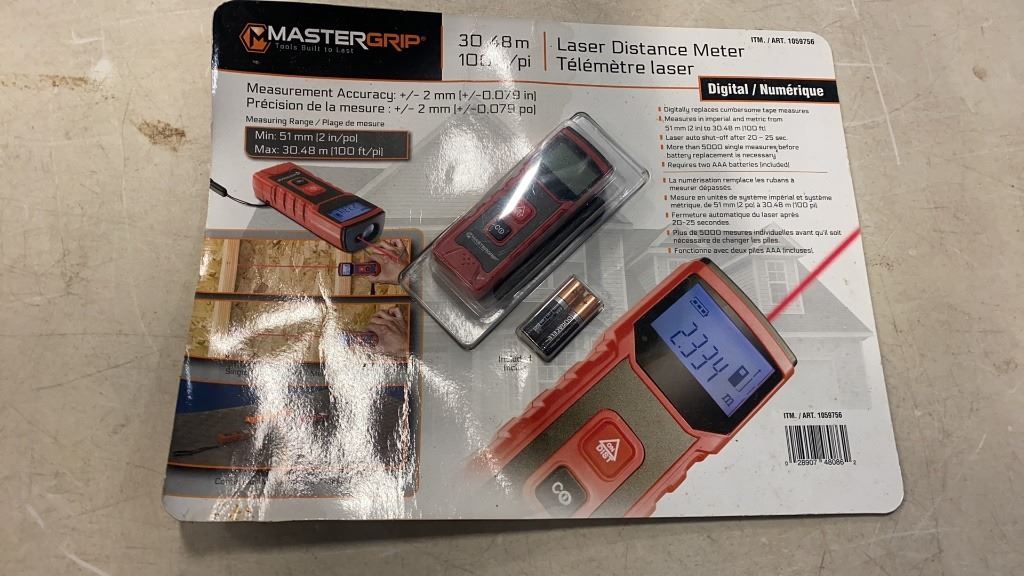 MASTERGRIP®
Tools Built to Last
30.48m
Laser Distance Meter
Télémètre laser
ITM. / ART. 1059756
Digital / Numérique
Measurement Accuracy: +/- 2 mm (+/-0.079 in)
Précision de la mesure : +/- 2 mm (+/-0.079 po)
Measuring Range / Plage de mesure
Min: 51 mm (2 in/po)
Max: 30.48 m (100 ft/pi)
Digitally replaces cumbersome tape measures
Measures in imperial and metric from
51 mm (2 in) to 30.48 m (100 ft)
Laser auto shut-off after 20 - 25 sec.
More than 5000 single measures before
battery replacement is necessary
Requires two AAA batteries (included)
La numérisation remplace les rubans à
mesurer dépassés.
Mesure en unités de système impérial et système
métrique, de 51 mm (2 po) à 30.48 m (100 pi)
Fermeture automatique du laser après
20-25 secondes.
Plus de 5000 mesures individuelles avant qu'il soit
nécessaire de changer les piles.
Fonctionne avec deux piles AAA (incluses).
2.334
m
ON
DIST
ITM. / ART. 1059756
0 28907 48086 2